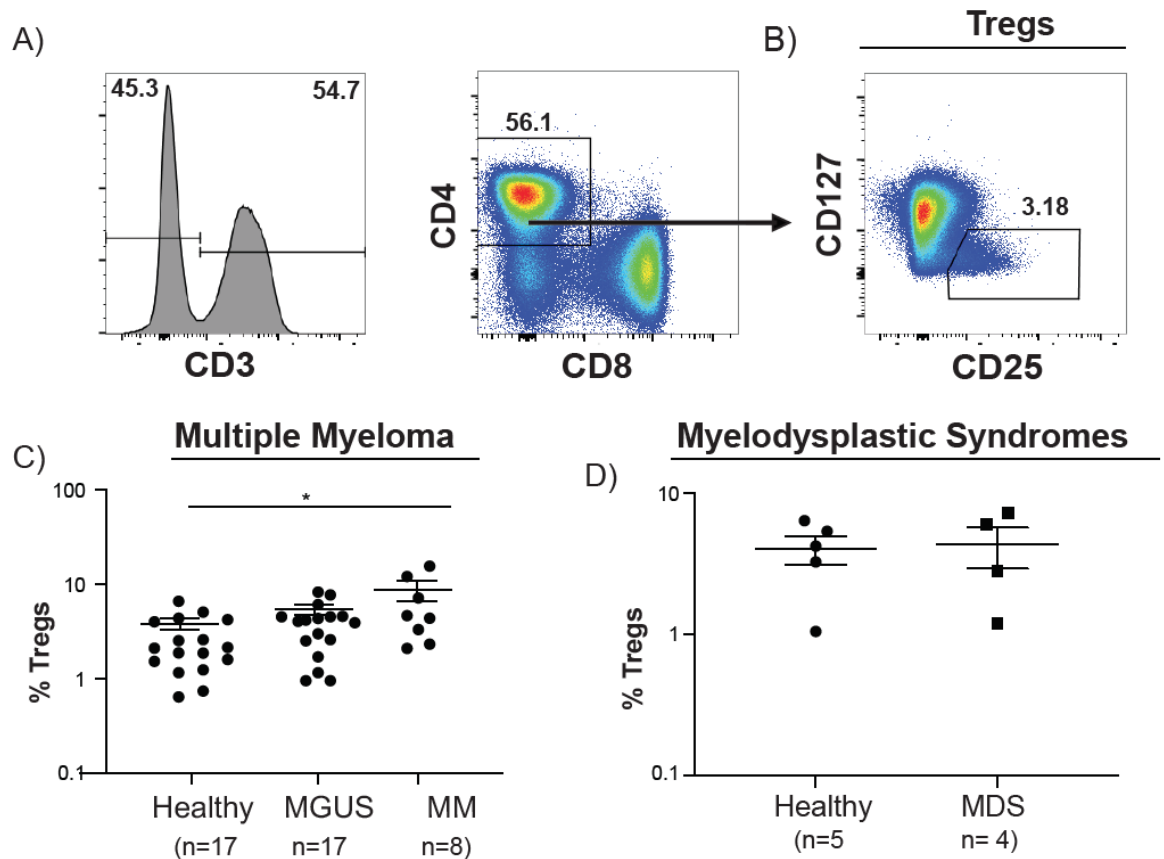 A)
45.3
54.7
CD3
56.1
CD4
CD8
B)
Tregs
3.18
CD127
CD25
C)
Multiple Myeloma
*
100
10
1
0.1
% Tregs
Healthy MGUS MM
(n=17 n=17 n=8)
D)
Myelodysplastic Syndromes
10
1
0.1
% Tregs
Healthy MDS
(n=5 n= 4)